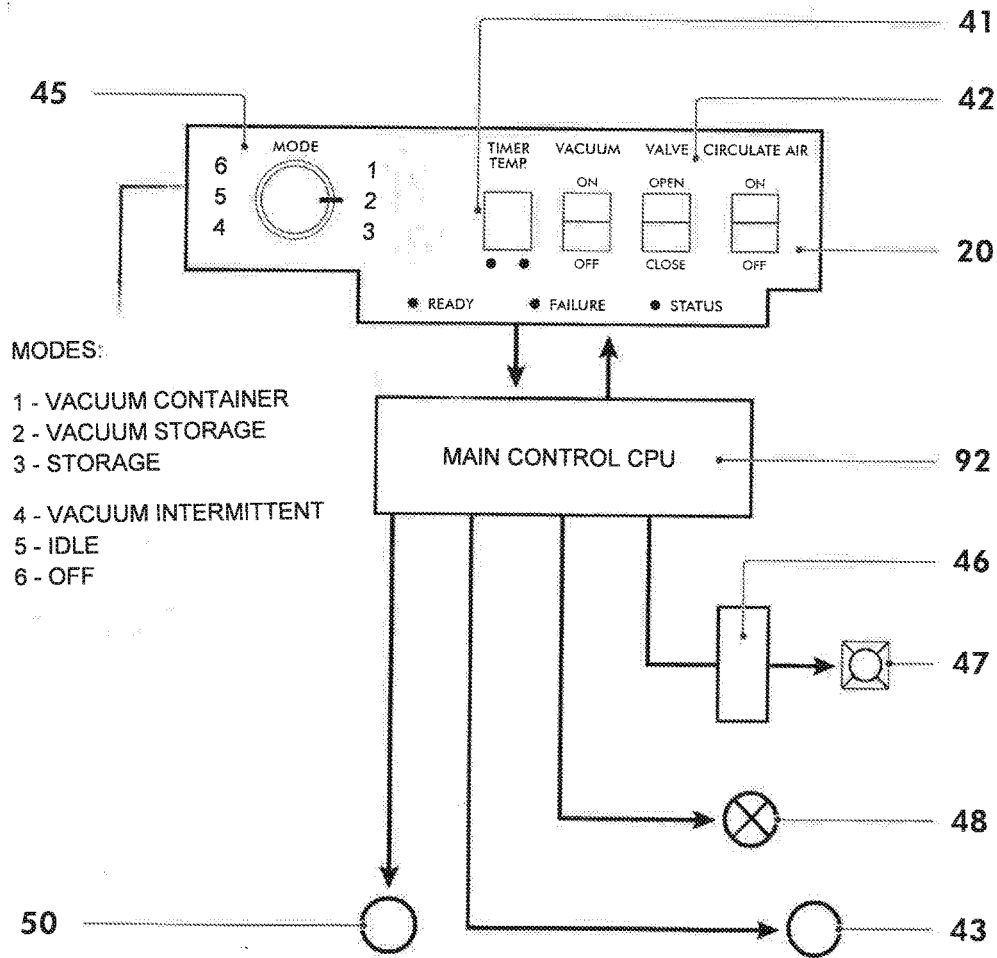 41
45
42
MODE
TIMER TEMP.
VACUUM
VALVE
CIRCULATE AIR
6
5
4
1
2
3
ON
OFF
OPEN
CLOSE
ON
OFF
20
READY
FAILURE
STATUS
MODES:
1 - VACUUM CONTAINER
2 - VACUUM STORAGE
3 - STORAGE
4 - VACUUM INTERMITTENT
5 - IDLE
6 - OFF
MAIN CONTROL CPU
92
46
47
48
50
43